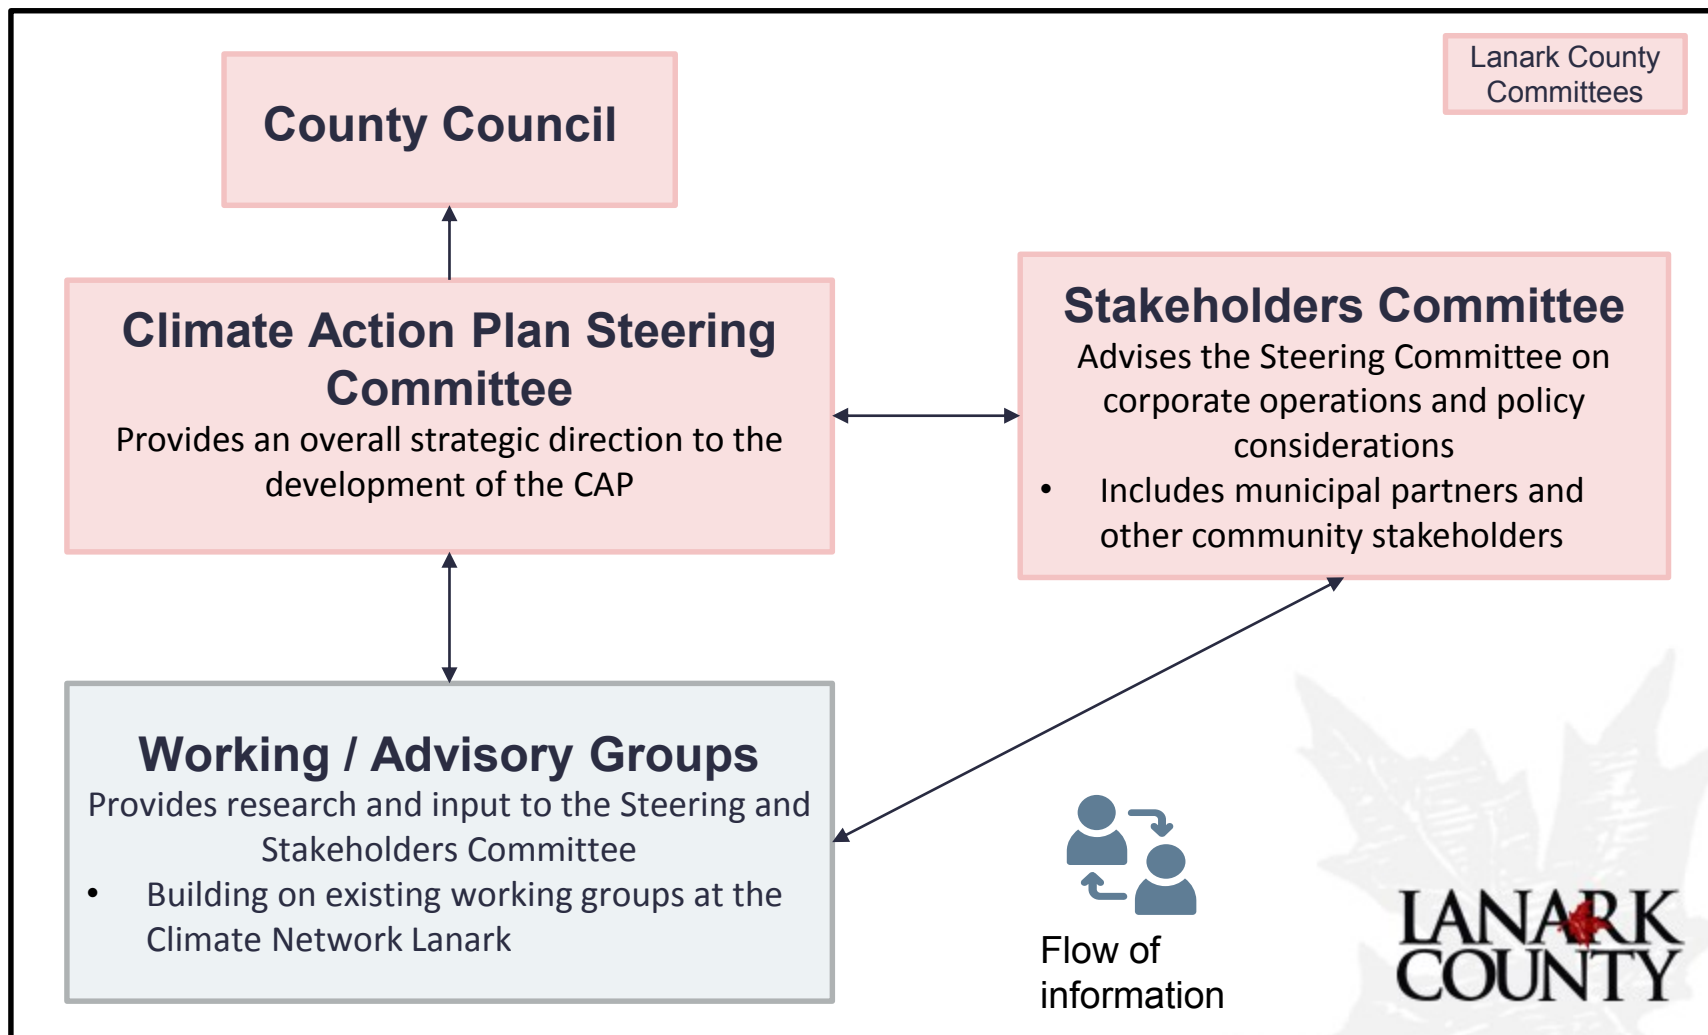 Lanark County
Committees
County Council
Climate Action Plan Steering
Committee
Provides an overall strategic direction to the
development of the CAP
Stakeholders Committee
Advises the Steering Committee on
corporate operations and policy
considerations
• Includes municipal partners and
other community stakeholders
Working / Advisory Groups
Provides research and input to the Steering and
Stakeholders Committee
• Building on existing working groups at the
Climate Network Lanark
Flow of
information
LANARK
COUNTY